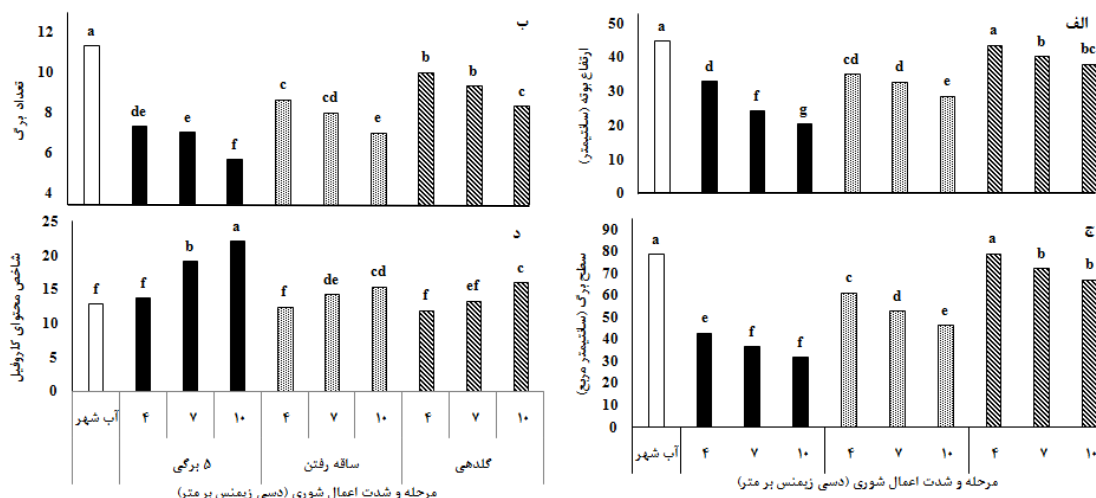 الف
ارتفاع بوته (سانتیمتر)
50
40
30
20
10
0
a
d
f
g
cd
d
e
a
b
bc
ب
تعداد برگ
12
10
8
6
4
a
de
e
f
c
cd
e
b
b
c
ج
سطح برگ (سانتیمتر مربع)
90
80
70
60
50
40
30
20
10
0
a
e
f
f
c
d
e
a
b
b
آب شهر
۴
۷
۱۰
۴
۷
۱۰
۴
۷
۱۰
مرحله و شدت اعمال شوری (دسی زیمنس بر متر)
د
شاخص محتوای کلروفیل
25
20
15
10
5
0
f
f
b
a
f
de
cd
f
ef
c
آب شهر
۴
۷
۱۰
۴
۷
۱۰
۴
۷
۱۰
۵ برگی
ساقه رفتن
گلدهی
مرحله و شدت اعمال شوری (دسی زیمنس بر متر)